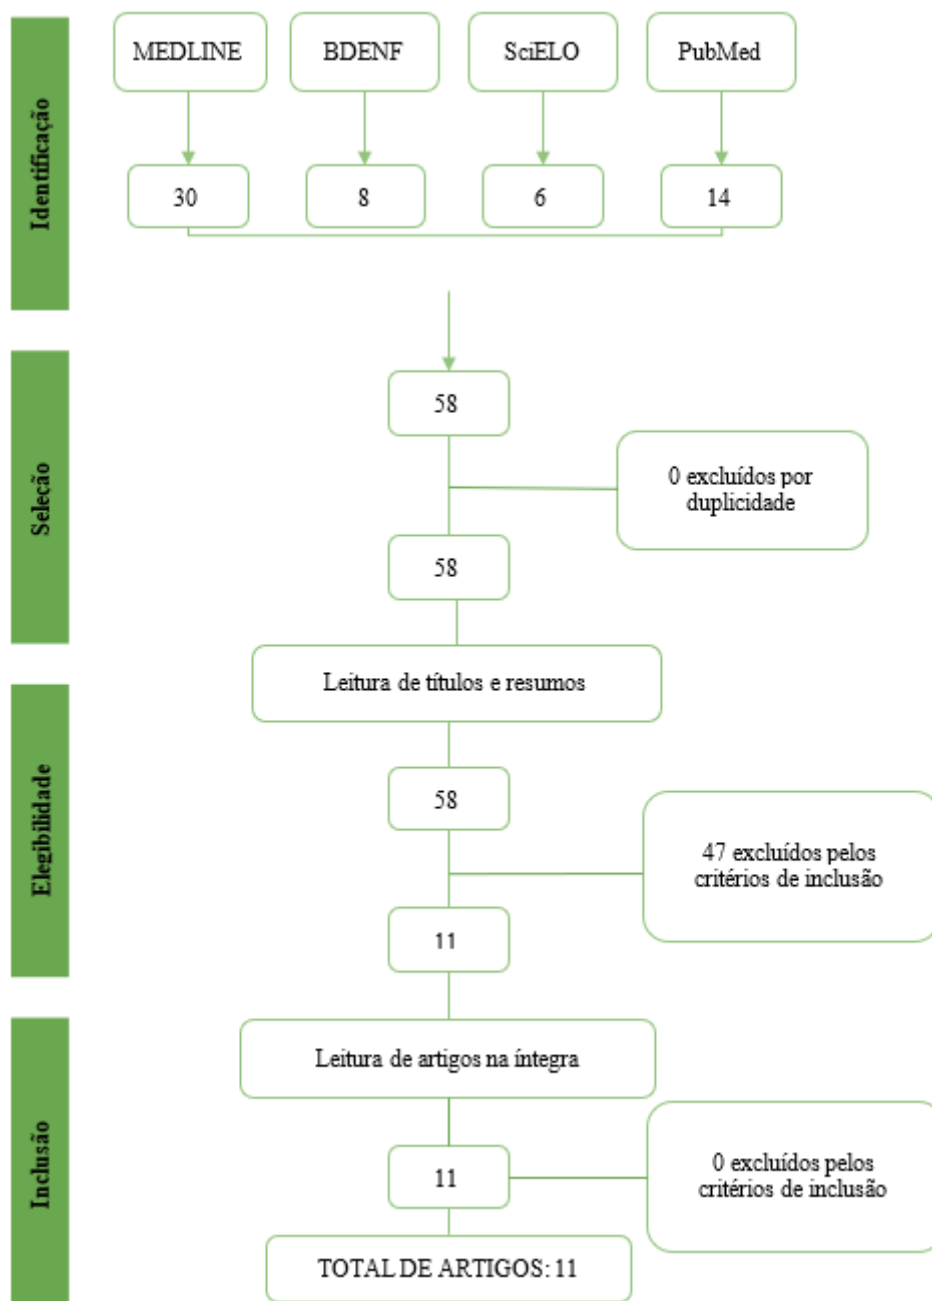 Identificação
MEDLINE
BDENF
SciELO
PubMed
30
8
6
14
Seleção
58
0 excluídos por
duplicidade
58
Leitura de títulos e resumos
Elegibilidade
58
47 excluídos pelos
critérios de inclusão
11
Inclusão
Leitura de artigos na íntegra
11
0 excluídos pelos
critérios de inclusão
TOTAL DE ARTIGOS: 11